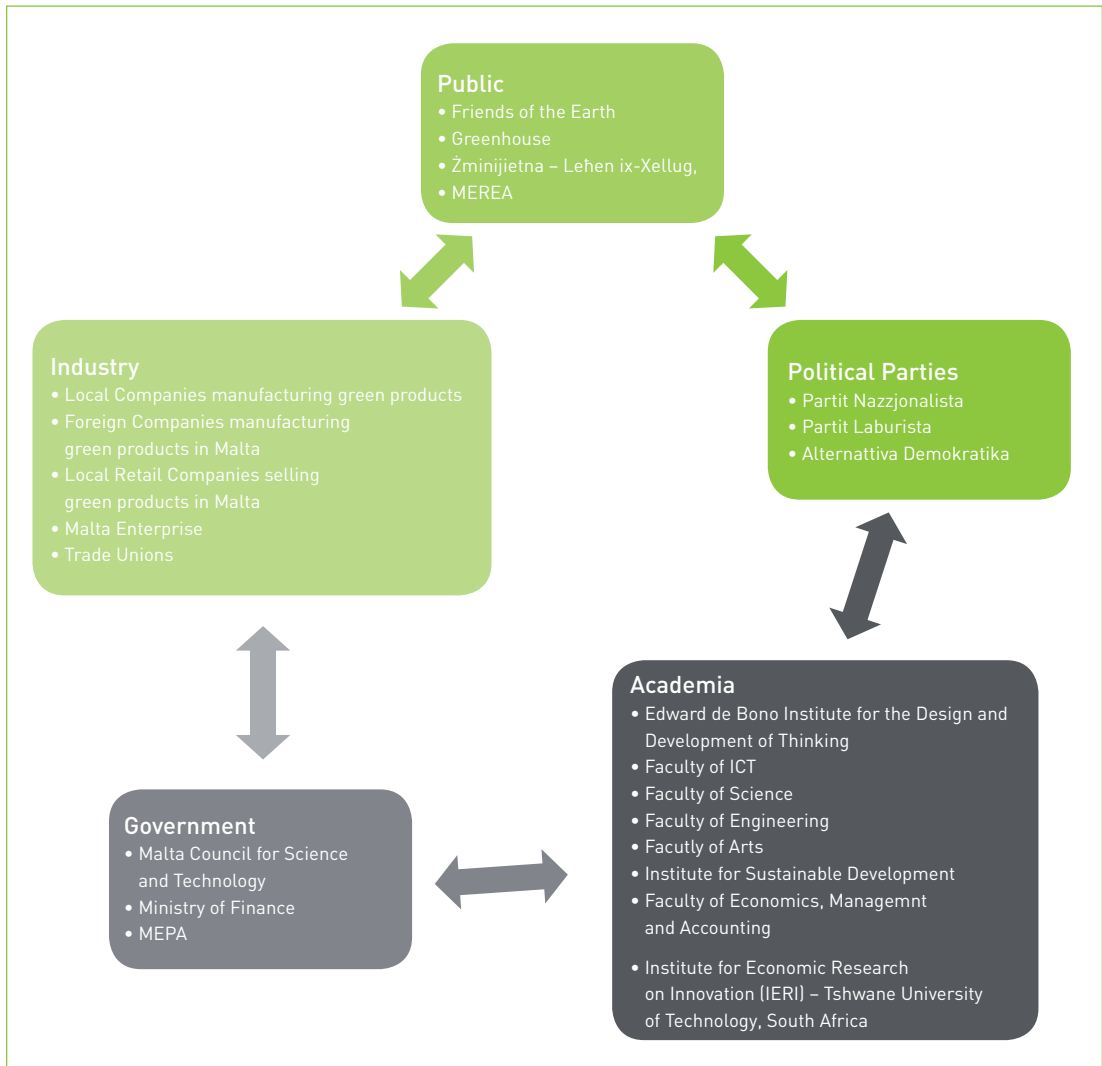 Public
• Friends of the Earth
• Greenhouse
• Żminijietna – Leħen ix-Xellug,
• MEREA
Industry
• Local Companies manufacturing green products
• Foreign Companies manufacturing
green products in Malta
• Local Retail Companies selling
green products in Malta
• Malta Enterprise
• Trade Unions
Political Parties
• Partit Nazzjonalista
• Partit Laburista
• Alternattiva Demokratika
Government
• Malta Council for Science
and Technology
• Ministry of Finance
• MEPA
Academia
• Edward de Bono Institute for the Design and
Development of Thinking
• Faculty of ICT
• Faculty of Science
• Faculty of Engineering
• Facutly of Arts
• Institute for Sustainable Development
• Faculty of Economics, Managemnt
and Accounting
• Institute for Economic Research
on Innovation (IERI) – Tshwane University
of Technology, South Africa